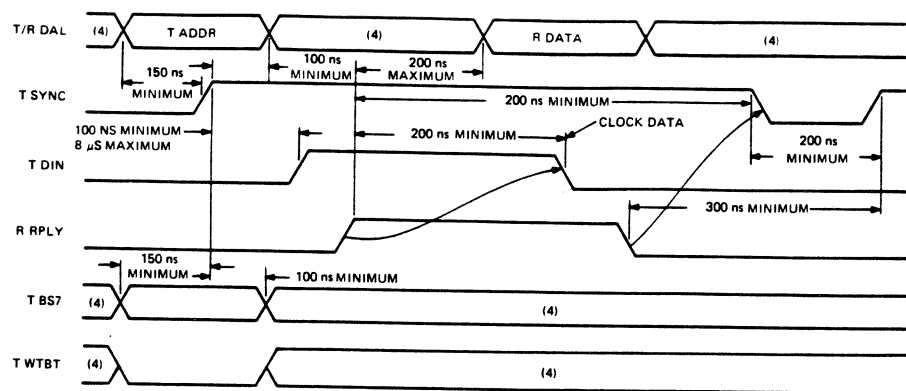 T/R DAL (4) T ADDR (4) R DATA (4)
150 ns MINIMUM
100 ns MINIMUM
200 ns MAXIMUM
T SYNC
200 ns MINIMUM
100 NS MINIMUM
8 μS MAXIMUM
200 ns MINIMUM
CLOCK DATA
200 ns MINIMUM
T DIN
300 ns MINIMUM
R RPLY
150 ns MINIMUM
100 ns MINIMUM
T BS7 (4) (4)
T WTBT (4) (4)